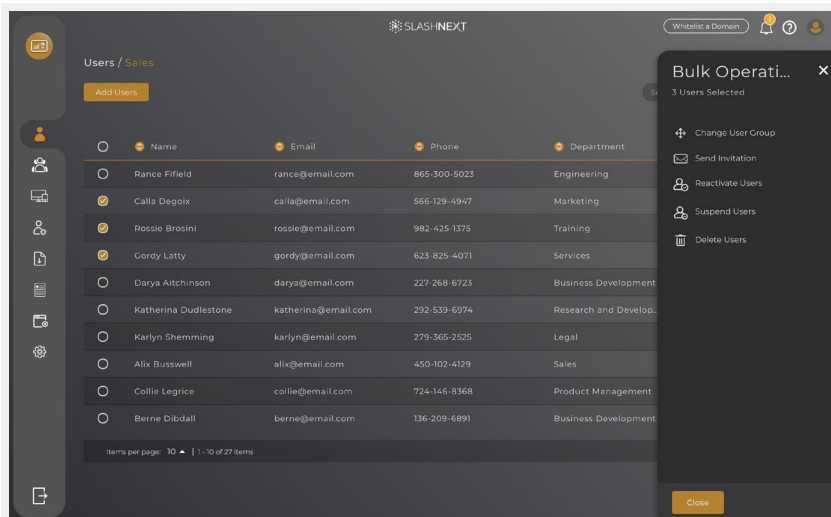 SLASHNEXT
Whitelist a Domain
Users / Sales
Add Users
Bulk Operati...
3 Users Selected
Change User Group
Send Invitation
Reactivate Users
Suspend Users
Delete Users
Name Email Phone Department
Rance Fifield rance@email.com 865-300-5023 Engineering
Calla Degoix calla@email.com 566-129-4947 Marketing
Rossie Brosini rossie@email.com 982-425-1375 Training
Gordy Latty gordy@email.com 623-825-4071 Services
Darya Aitchinson darya@email.com 227-268-6723 Business Development
Katherina Dudlestone katherina@email.com 292-539-6974 Research and Develop..
Karlyn Shemming karlyn@email.com 279-365-2525 Legal
Alix Busswell alix@email.com 450-102-4129 Sales
Collie Legrice collie@email.com 724-146-8368 Product Management
Berne Dibdall berne@email.com 136-209-6891 Business Development
Items per page: 10 | 1 - 10 of 27 items
Close